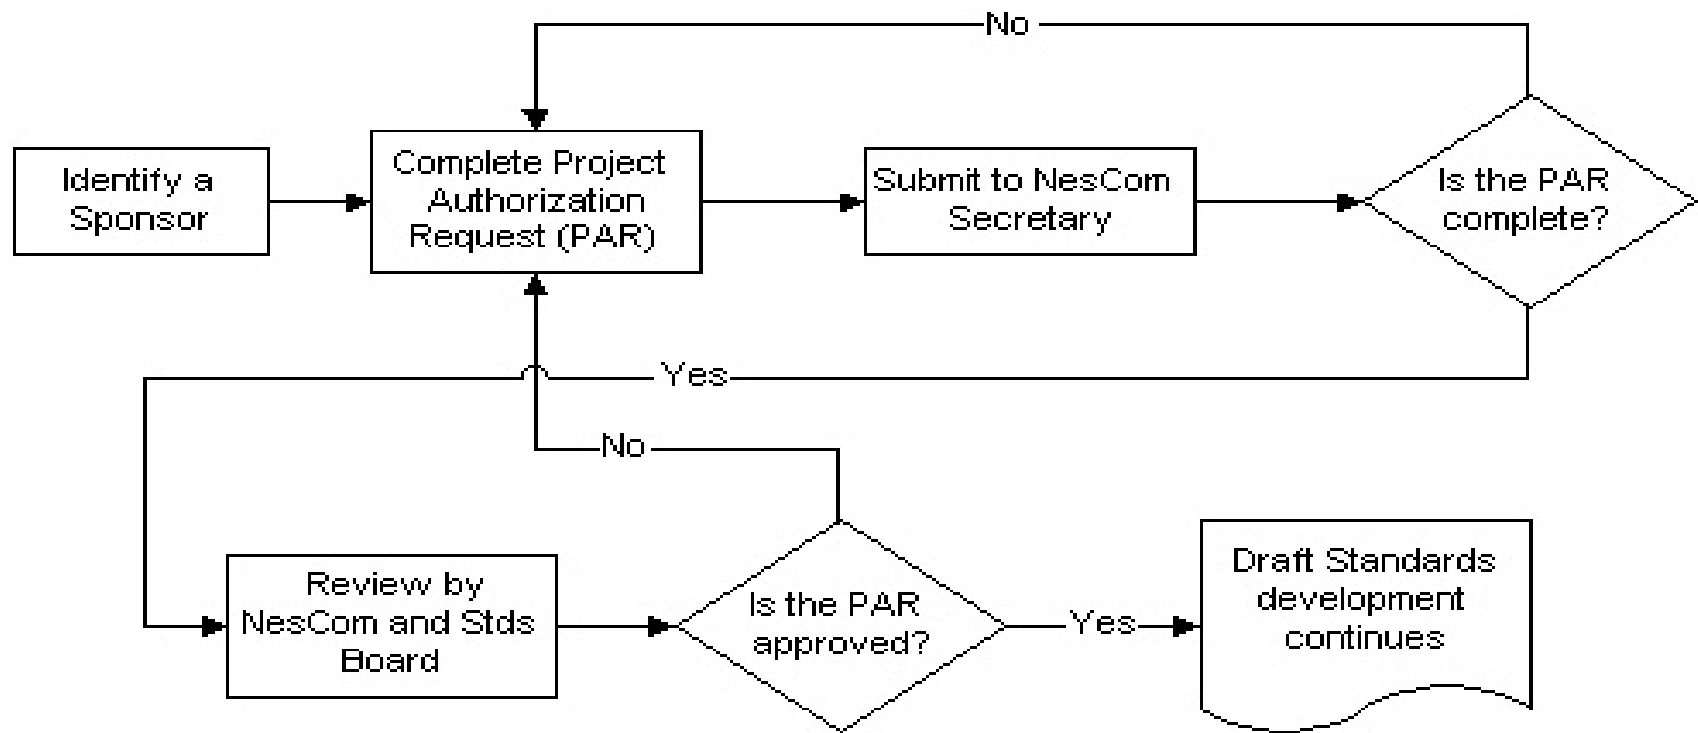 No
Identify a
Sponsor
Complete Project
Authorization
Request (PAR)
Submit to NesCom
Secretary
Is the PAR
complete?
Yes
No
Review by
NesCom and Stds
Board
Is the PAR
approved?
Yes
Draft Standards
development
continues